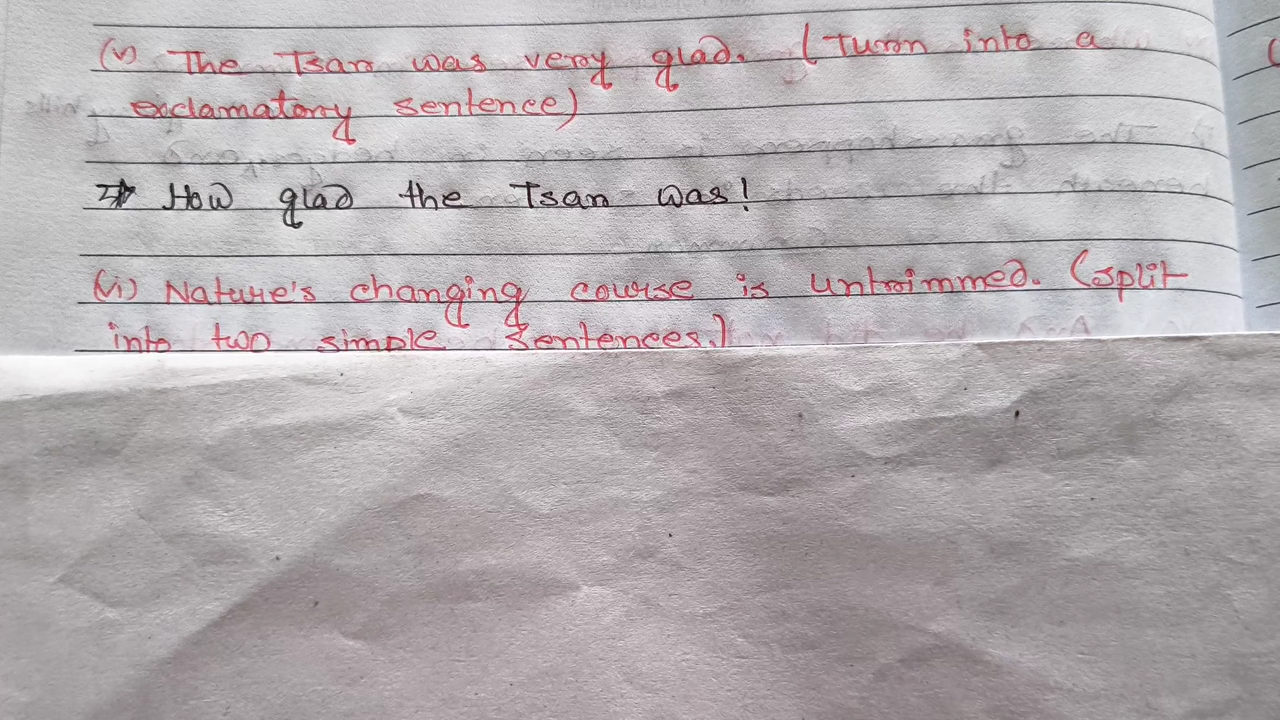 (v) The Tsar was very glad. (Turn into a
exclamatory sentence)
⇒ How glad the Tsar was!
(vi) Nature's changing course is untrimmed. (split
into two simple sentences.)